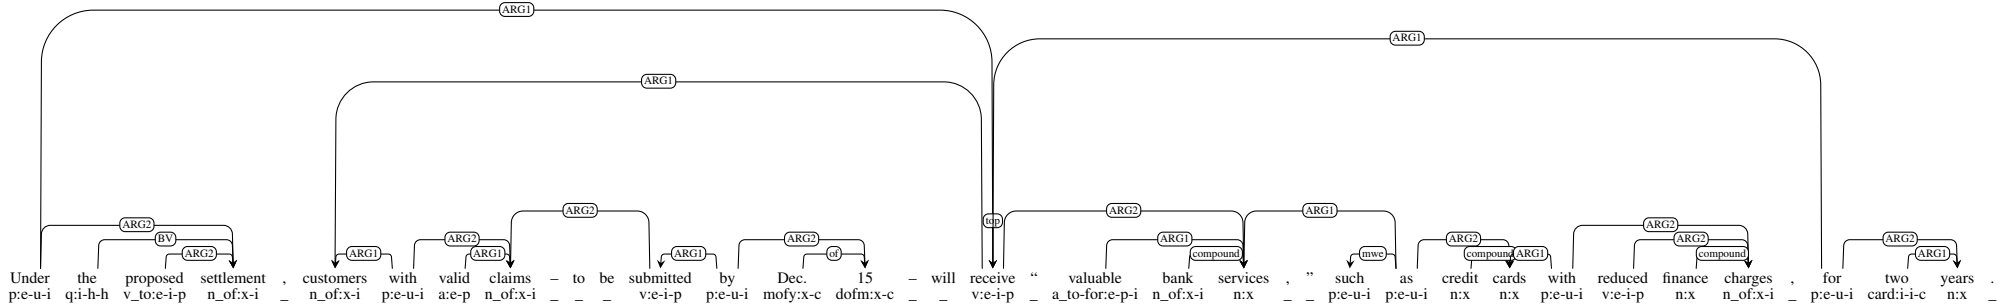 ARG1
ARG1
ARG1
ARG2 top ARG2 ARG1
ARG2 ARG2
BV ARG2 ARG2 ARG1 ARG2 ARG2 ARG2
ARG2 ARG1 ARG1 ARG1 of compound mwe compound ARG1 compound ARG1
Under the proposed settlement , customers with valid claims – to be submitted by Dec. 15 – will receive “ valuable bank services , ” such as credit cards with reduced finance charges , for two years .
p:e-u-i q:i-h-h v_to:e-i-p n_of:x-i _ n_of:x-i p:e-u-i a:e-p n_of:x-i _ _ _ v:e-i-p p:e-u-i mofy:x-c dofm:x-c _ _ v:e-i-p _ a_to-for:e-p-i n_of:x-i n:x _ _ p:e-u-i p:e-u-i n:x n:x p:e-u-i v:e-i-p n:x n_of:x-i _ p:e-u-i card:i-i-c n:x _